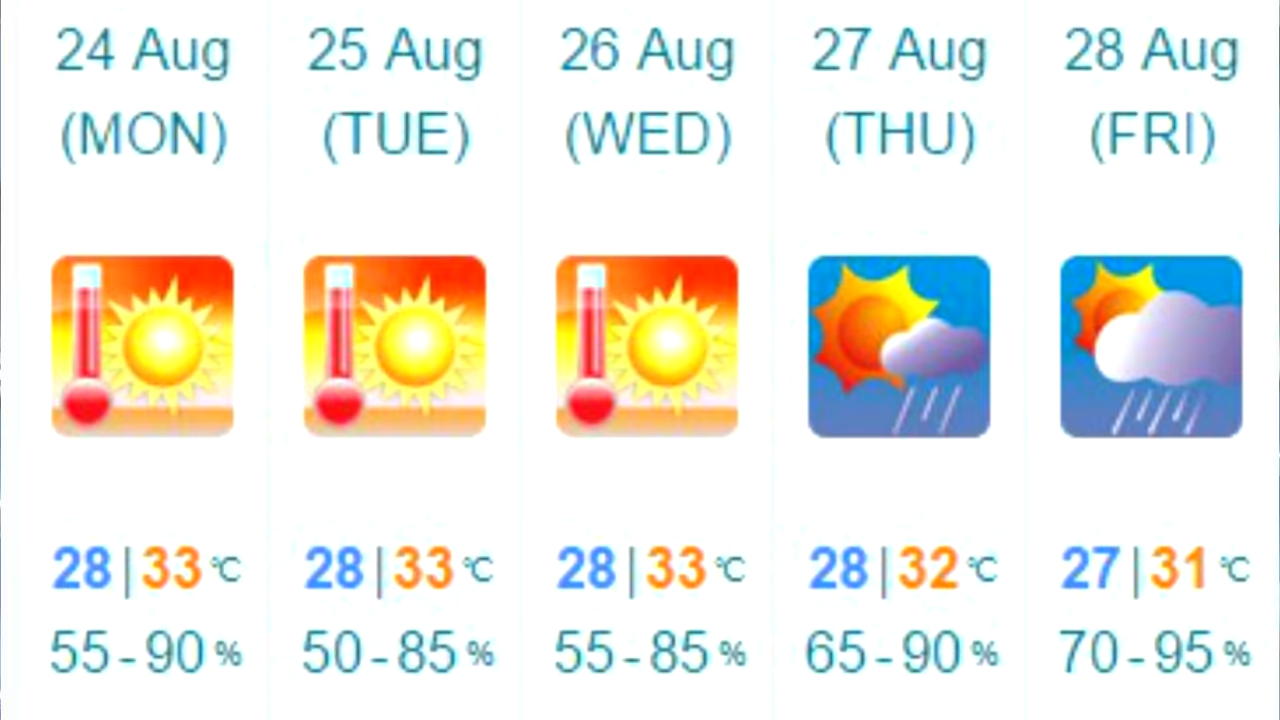 24 Aug
(MON)
28|33℃
55-90%
25 Aug
(TUE)
28|33℃
50-85%
26 Aug
(WED)
28|33℃
55-85%
27 Aug
(THU)
28|32℃
65-90%
28 Aug
(FRI)
27|31℃
70-95%